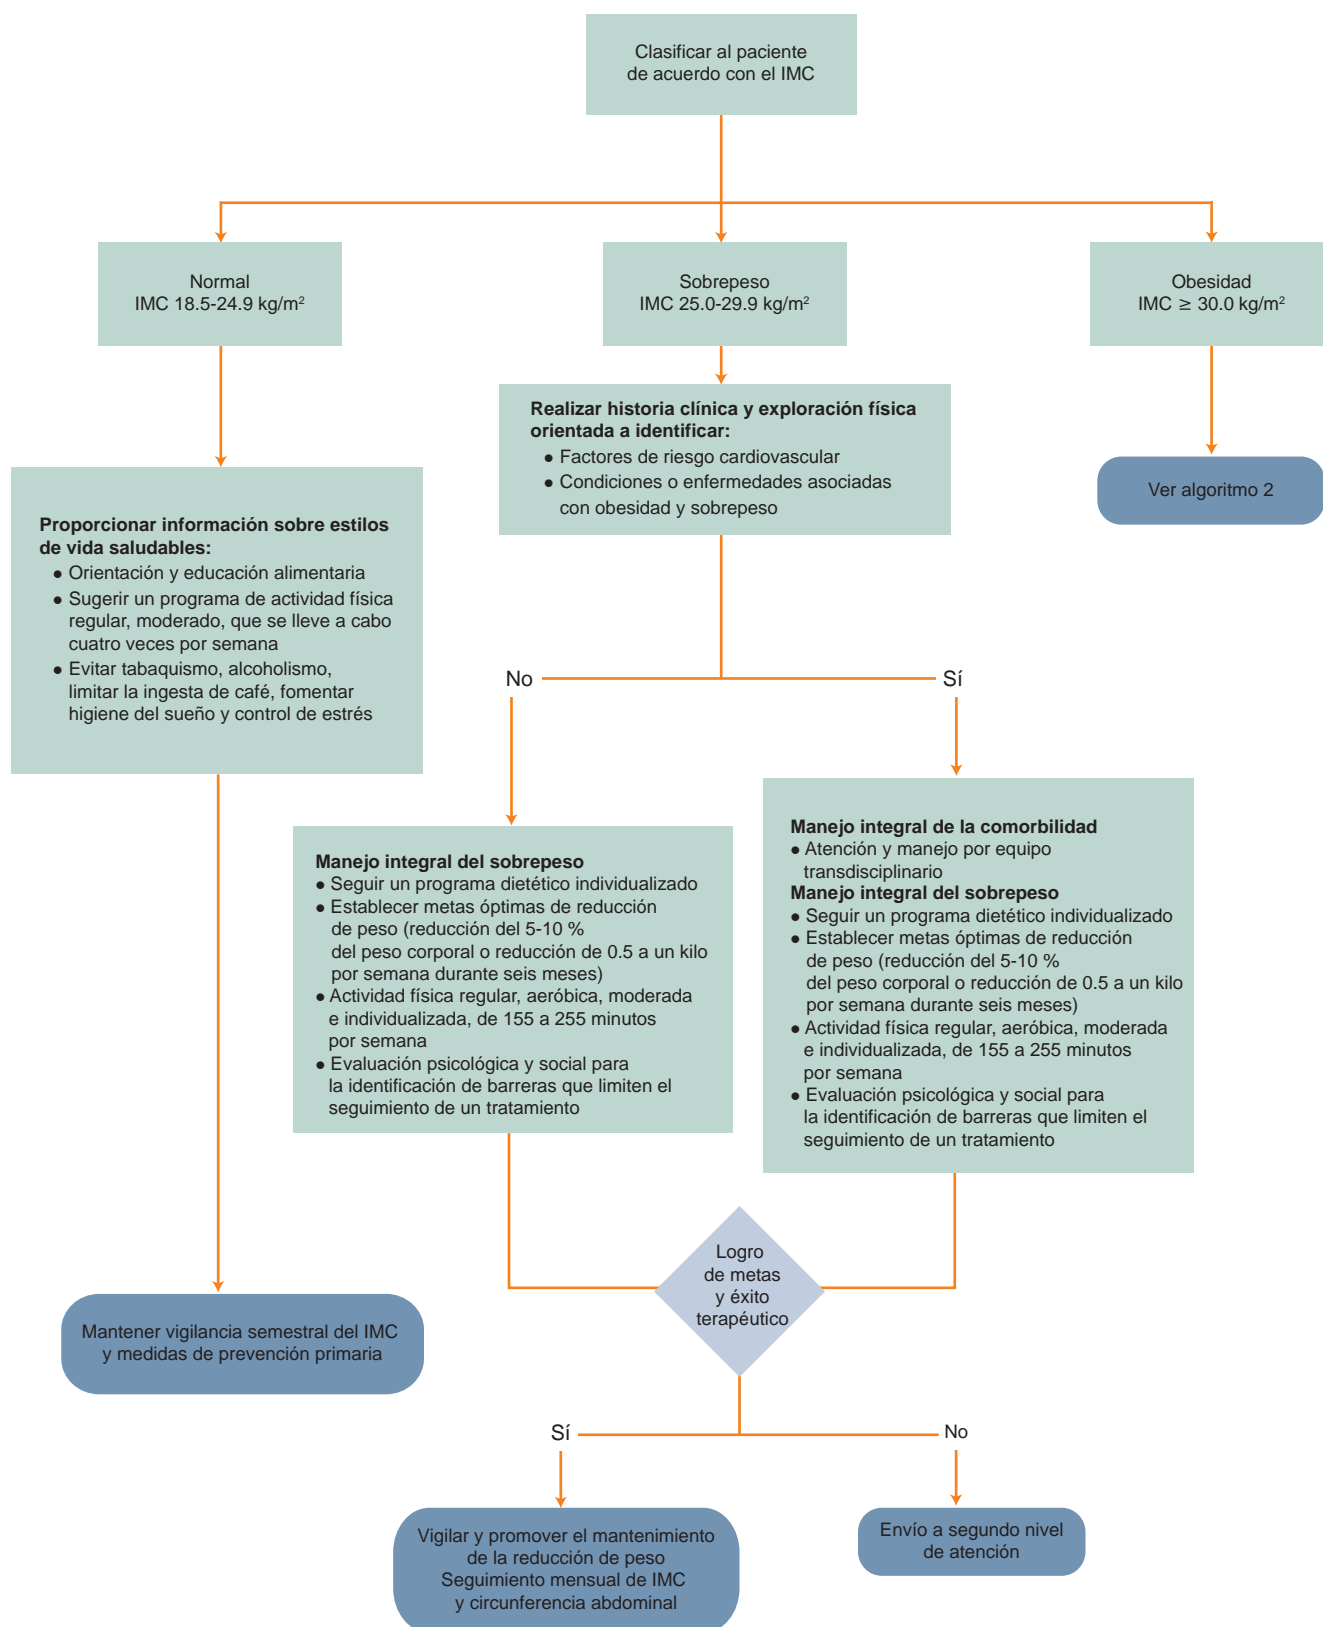 Clasificar al paciente
de acuerdo con el IMC
Normal
IMC 18.5-24.9 kg/m²
Sobrepeso
IMC 25.0-29.9 kg/m²
Obesidad
IMC ≥ 30.0 kg/m²
Realizar historia clínica y exploración física
orientada a identificar:
● Factores de riesgo cardiovascular
● Condiciones o enfermedades asociadas
con obesidad y sobrepeso
Ver algoritmo 2
Proporcionar información sobre estilos
de vida saludables:
● Orientación y educación alimentaria
● Sugerir un programa de actividad física
regular, moderado, que se lleve a cabo
cuatro veces por semana
● Evitar tabaquismo, alcoholismo,
limitar la ingesta de café, fomentar
higiene del sueño y control de estrés
No
Sí
Manejo integral del sobrepeso
● Seguir un programa dietético individualizado
● Establecer metas óptimas de reducción
de peso (reducción del 5-10 %
del peso corporal o reducción de 0.5 a un kilo
por semana durante seis meses)
● Actividad física regular, aeróbica, moderada
e individualizada, de 155 a 255 minutos
por semana
● Evaluación psicológica y social para
la identificación de barreras que limiten el
seguimiento de un tratamiento
Manejo integral de la comorbilidad
● Atención y manejo por equipo
transdisciplinario
Manejo integral del sobrepeso
● Seguir un programa dietético individualizado
● Establecer metas óptimas de reducción
de peso (reducción del 5-10 %
del peso corporal o reducción de 0.5 a un kilo
por semana durante seis meses)
● Actividad física regular, aeróbica, moderada
e individualizada, de 155 a 255 minutos
por semana
● Evaluación psicológica y social para
la identificación de barreras que limiten el
seguimiento de un tratamiento
Logro
de metas
y éxito
terapéutico
Mantener vigilancia semestral del IMC
y medidas de prevención primaria
Sí
No
Vigilar y promover el mantenimiento
de la reducción de peso
Seguimiento mensual de IMC
y circunferencia abdominal
Envío a segundo nivel
de atención